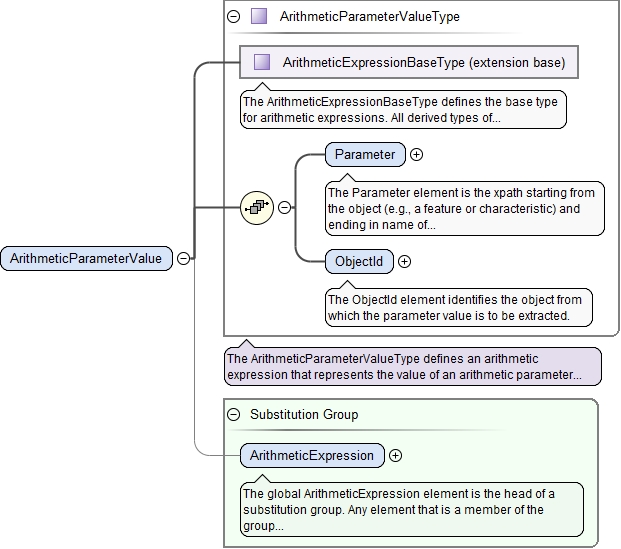 ArithmeticParameterValueType
ArithmeticExpressionBaseType (extension base)
The ArithmeticExpressionBaseType defines the base type
for arithmetic expressions. All derived types of...
Parameter
The Parameter element is the xpath starting from
the object (e.g., a feature or characteristic) and
ending in name of...
ArithmeticParameterValue
ObjectId
The ObjectId element identifies the object from
which the parameter value is to be extracted.
The ArithmeticParameterValueType defines an arithmetic
expression that represents the value of an arithmetic parameter...
Substitution Group
ArithmeticExpression
The global ArithmeticExpression element is the head of a
substitution group. Any element that is a member of the
group...